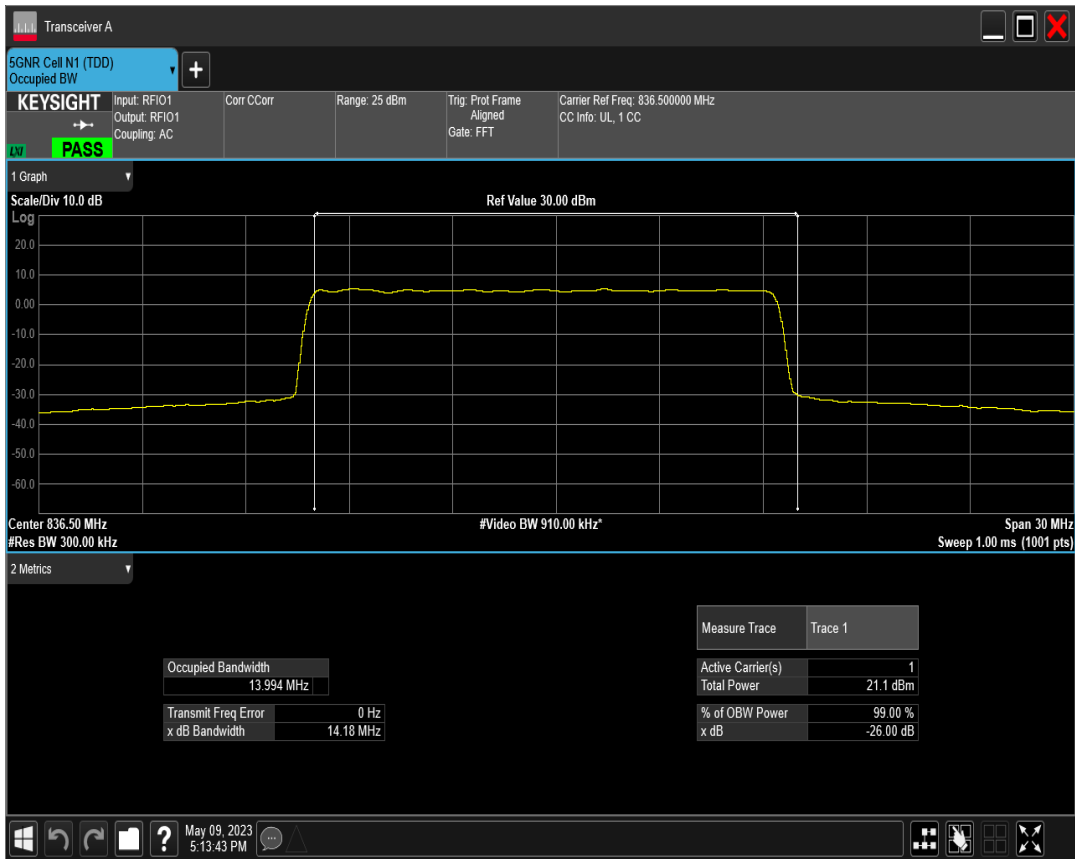 Transceiver A
5GNR Cell N1 (TDD)
Occupied BW
+
KEYSIGHT
LXI
PASS
Input: RFIO1
Output: RFIO1
Coupling: AC
Corr CCorr
Range: 25 dBm
Trig: Prot Frame
Aligned
Gate: FFT
Carrier Ref Freq: 836.500000 MHz
CC Info: UL, 1 CC
1 Graph
Scale/Div 10.0 dB
Ref Value 30.00 dBm
Log
20.0
10.0
0.00
-10.0
-20.0
-30.0
-40.0
-50.0
-60.0
Center 836.50 MHz
#Video BW 910.00 kHz*
Span 30 MHz
#Res BW 300.00 kHz
Sweep 1.00 ms (1001 pts)
2 Metrics
Measure Trace Trace 1
Occupied Bandwidth
13.994 MHz
Active Carrier(s) 1
Total Power 21.1 dBm
Transmit Freq Error 0 Hz
x dB Bandwidth 14.18 MHz
% of OBW Power 99.00 %
x dB -26.00 dB
?
May 09, 2023
5:13:43 PM